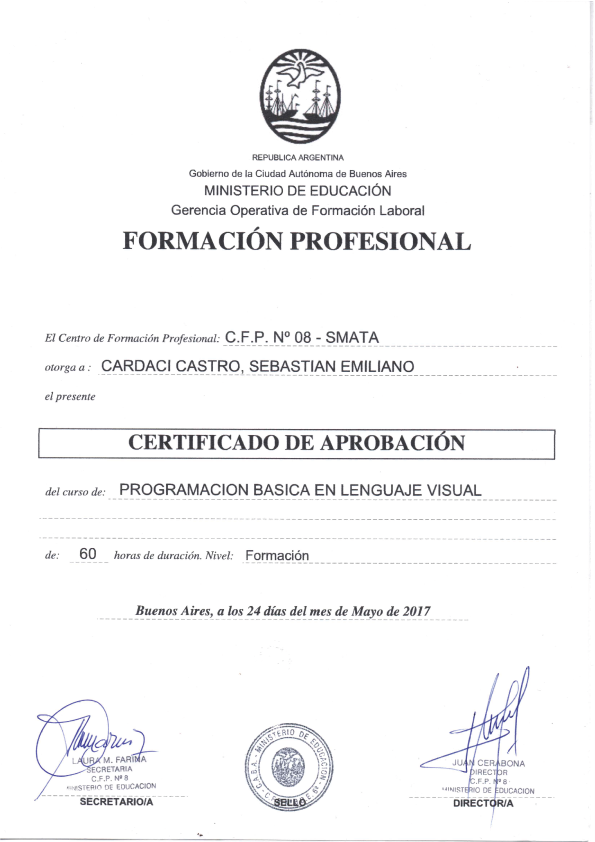 REPUBLICA ARGENTINA
Gobierno de la Ciudad Autónoma de Buenos Aires
MINISTERIO DE EDUCACIÓN
Gerencia Operativa de Formación Laboral
FORMACIÓN PROFESIONAL
El Centro de Formación Profesional: C.F.P. Nº 08 - SMATA
otorga a : CARDACI CASTRO, SEBASTIAN EMILIANO
el presente
CERTIFICADO DE APROBACIÓN
del curso de: PROGRAMACION BASICA EN LENGUAJE VISUAL
de: 60 horas de duración. Nivel: Formación
Buenos Aires, a los 24 días del mes de Mayo de 2017
LAURA M. FARIÑA
SECRETARIA
C.F.P. Nº 8
MINISTERIO DE EDUCACION
SECRETARIO/A
MINISTERIO DE EDUCACION
G.C.A.B.A.
SELLO
JUAN CERABONA
DIRECTOR
C.F.P. Nº 8
MINISTERIO DE EDUCACION
DIRECTOR/A